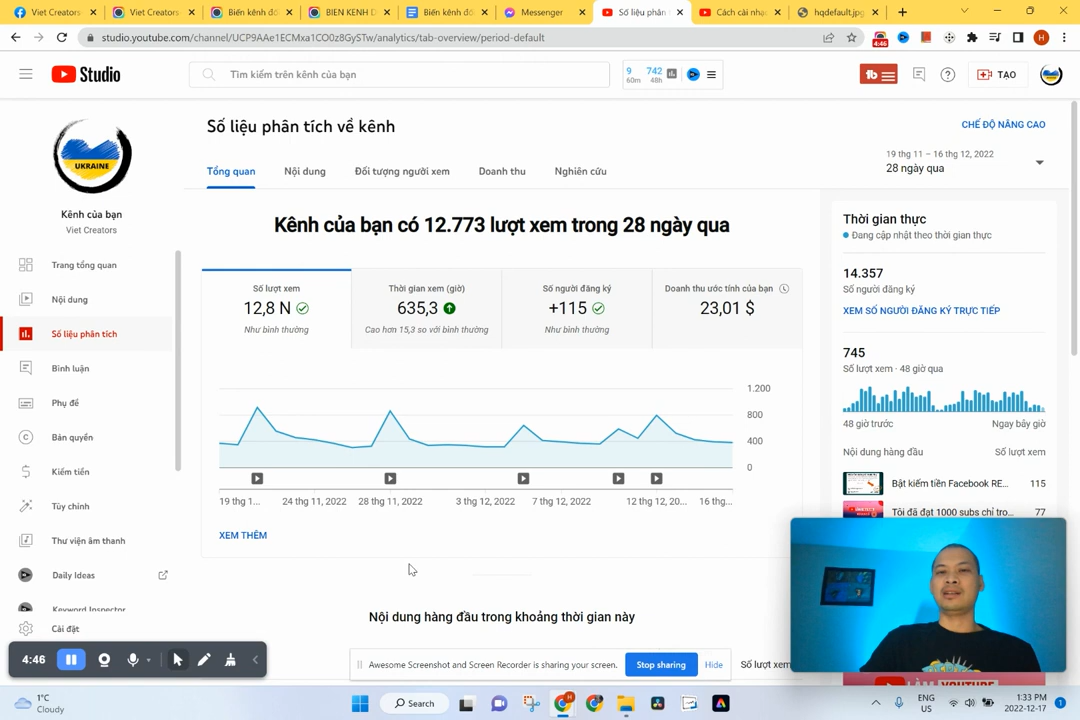 Viet Creators
Viet Creators
Biến kênh đổ
BIEN KENH D
Biến kênh đổ
Messenger
Số liệu phân
Cách cài nhạ
hqdefault.jpg
studio.youtube.com/channel/UCP9AAe1ECMxa1CO0z8GySTw/analytics/tab-overview/period-default
4:46
H
Studio
Tìm kiếm trên kênh của bạn
9
60m
742
48h
TẠO
UKRAINE
Kênh của bạn
Viet Creators
Trang tổng quan
Nội dung
Số liệu phân tích
Bình luận
Phụ đề
Bản quyền
Kiếm tiền
Tùy chỉnh
Thư viện âm thanh
Daily Ideas
Keyword Inspector
Cài đặt
Số liệu phân tích về kênh
CHẾ ĐỘ NÂNG CAO
Tổng quan
Nội dung
Đối tượng người xem
Doanh thu
Nghiên cứu
19 thg 11 – 16 thg 12, 2022
28 ngày qua
Kênh của bạn có 12.773 lượt xem trong 28 ngày qua
Số lượt xem
12,8 N
Như bình thường
Thời gian xem (giờ)
635,3
Cao hơn 15,3 so với bình thường
Số người đăng ký
+115
Như bình thường
Doanh thu ước tính của bạn
23,01 $
1.200
800
400
0
19 thg 1...
24 thg 11, 2022
28 thg 11, 2022
3 thg 12, 2022
7 thg 12, 2022
12 thg 12, 20...
16 thg...
XEM THÊM
Nội dung hàng đầu trong khoảng thời gian này
Thời gian thực
Đang cập nhật theo thời gian thực
14.357
Số người đăng ký
XEM SỐ NGƯỜI ĐĂNG KÝ TRỰC TIẾP
745
Số lượt xem · 48 giờ qua
48 giờ trước
Ngay bây giờ
Nội dung hàng đầu
Số lượt xem
Bật kiếm tiền Facebook RE...
115
Tôi đã đạt 1000 subs chỉ tro...
77
4:46
Awesome Screenshot and Screen Recorder is sharing your screen.
Stop sharing
Hide
Số lượt xem
1°C
Cloudy
Search
ENG
US
1:33 PM
2022-12-17